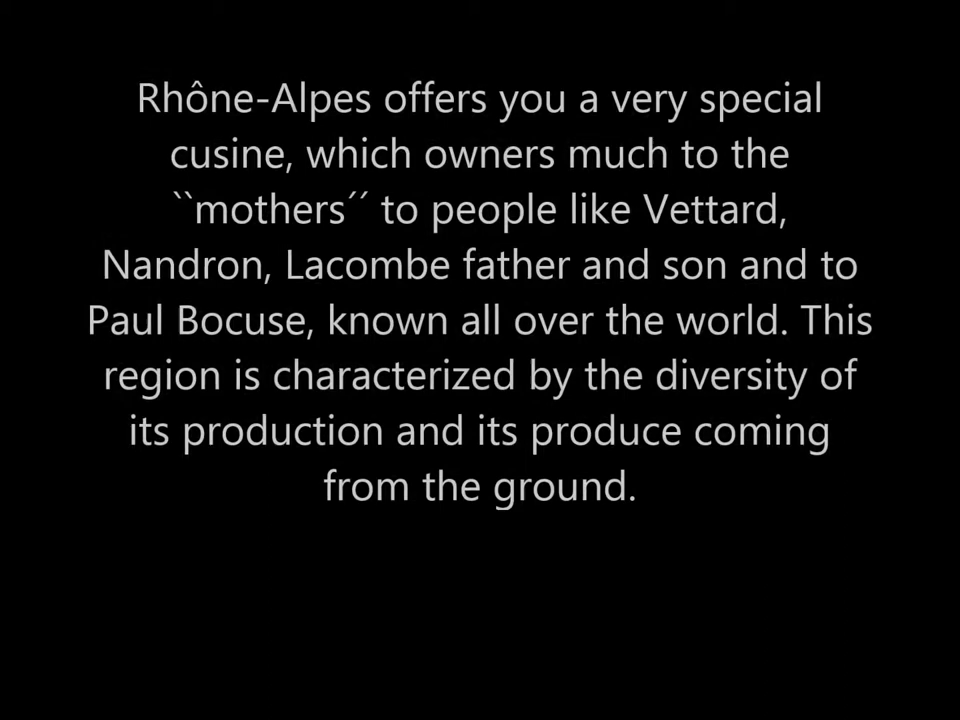 Rhône-Alpes offers you a very special
cusine, which owners much to the
``mothers´´ to people like Vettard,
Nandron, Lacombe father and son and to
Paul Bocuse, known all over the world. This
region is characterized by the diversity of
its production and its produce coming
from the ground.